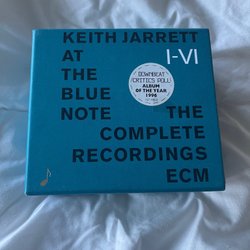 KEITH JARRETT
AT I-VI
THE
BLUE
NOTE THE
COMPLETE
RECORDINGS
ECM
DOWNBEAT
CRITICS POLL
ALBUM
OF THE YEAR
1996